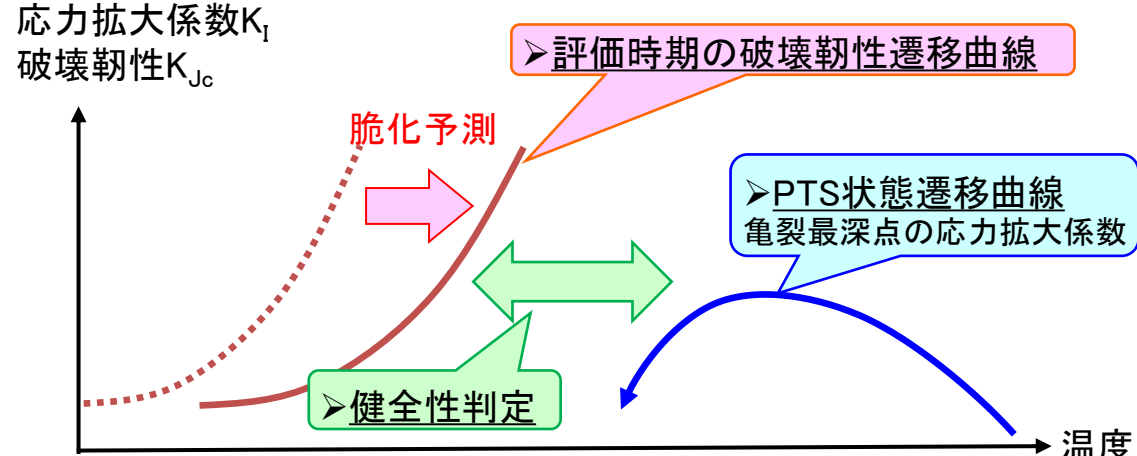 応力拡大係数KI
破壊靭性KJc
➢評価時期の破壊靭性遷移曲線
脆化予測
➢PTS状態遷移曲線
亀裂最深点の応力拡大係数
➢健全性判定
温度